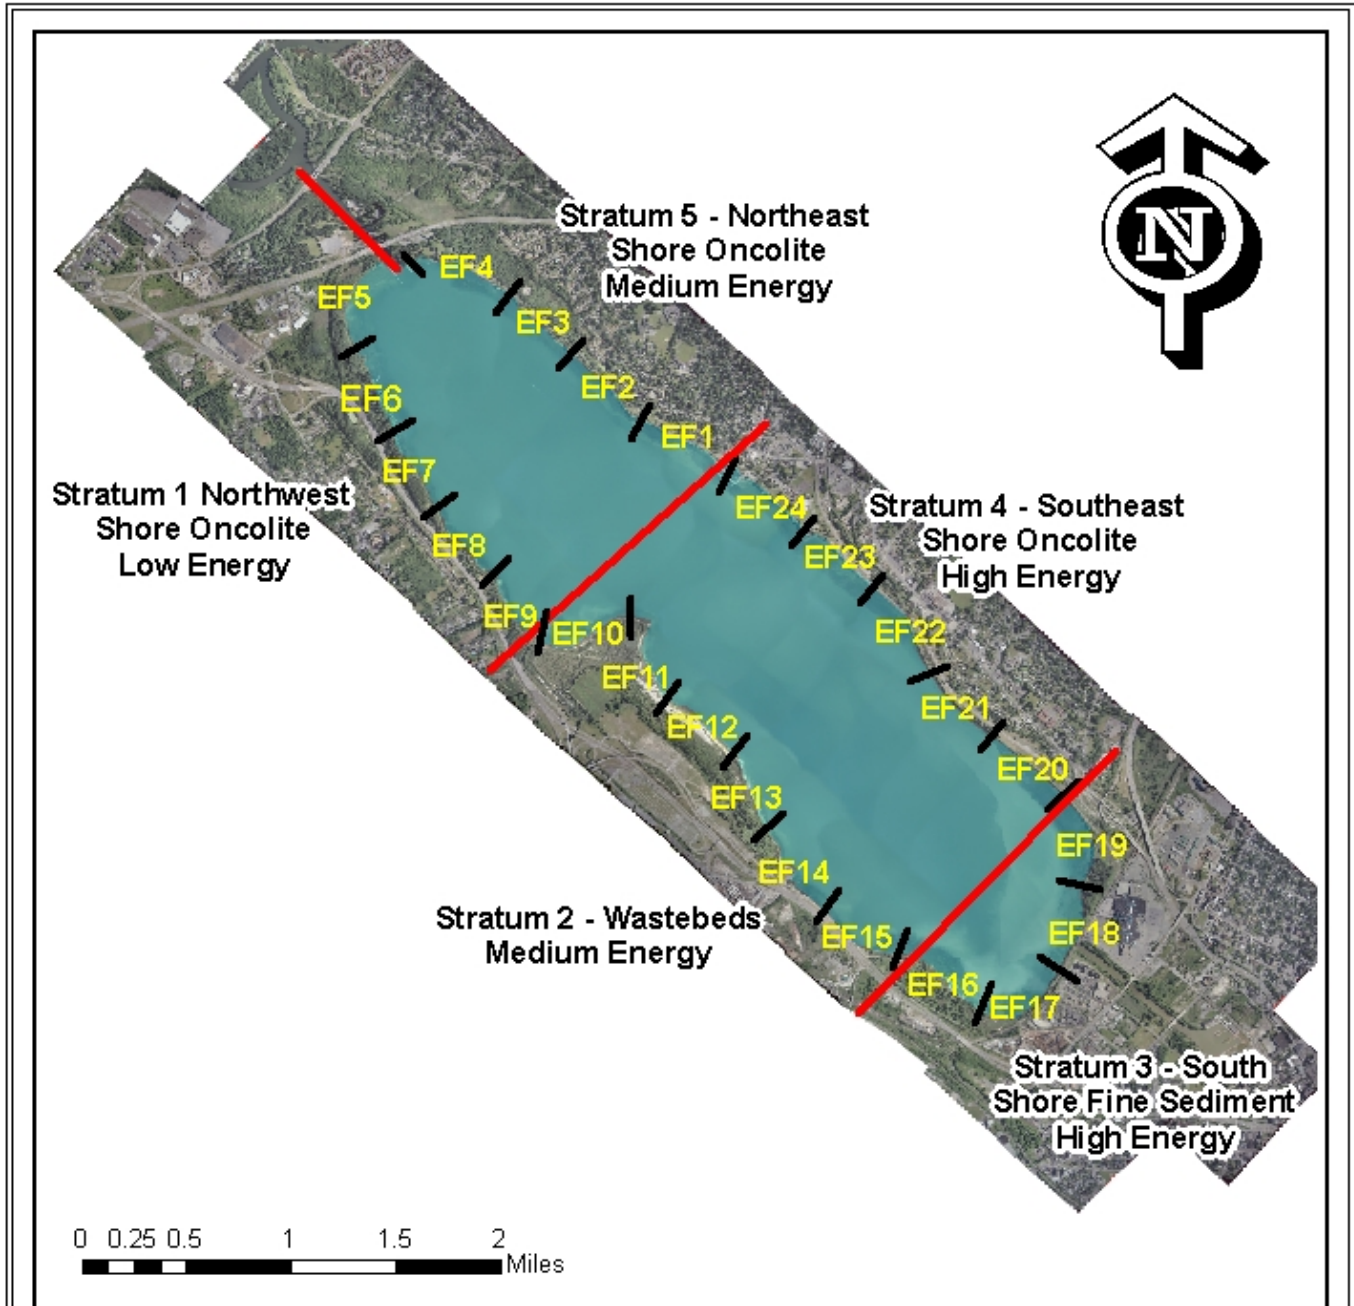 N
Stratum 5 - Northeast
Shore Oncolite
Medium Energy
EF4
EF5
EF3
EF2
EF6
EF1
EF7
Stratum 1 Northwest
Shore Oncolite
Low Energy
EF24
Stratum 4 - Southeast
Shore Oncolite
High Energy
EF8
EF23
EF9
EF10
EF22
EF11
EF21
EF12
EF20
EF13
EF19
EF14
Stratum 2 - Wastebeds
Medium Energy
EF15
EF18
EF16
EF17
Stratum 3 - South
Shore Fine Sediment
High Energy
0 0.25 0.5 1 1.5 2
Miles